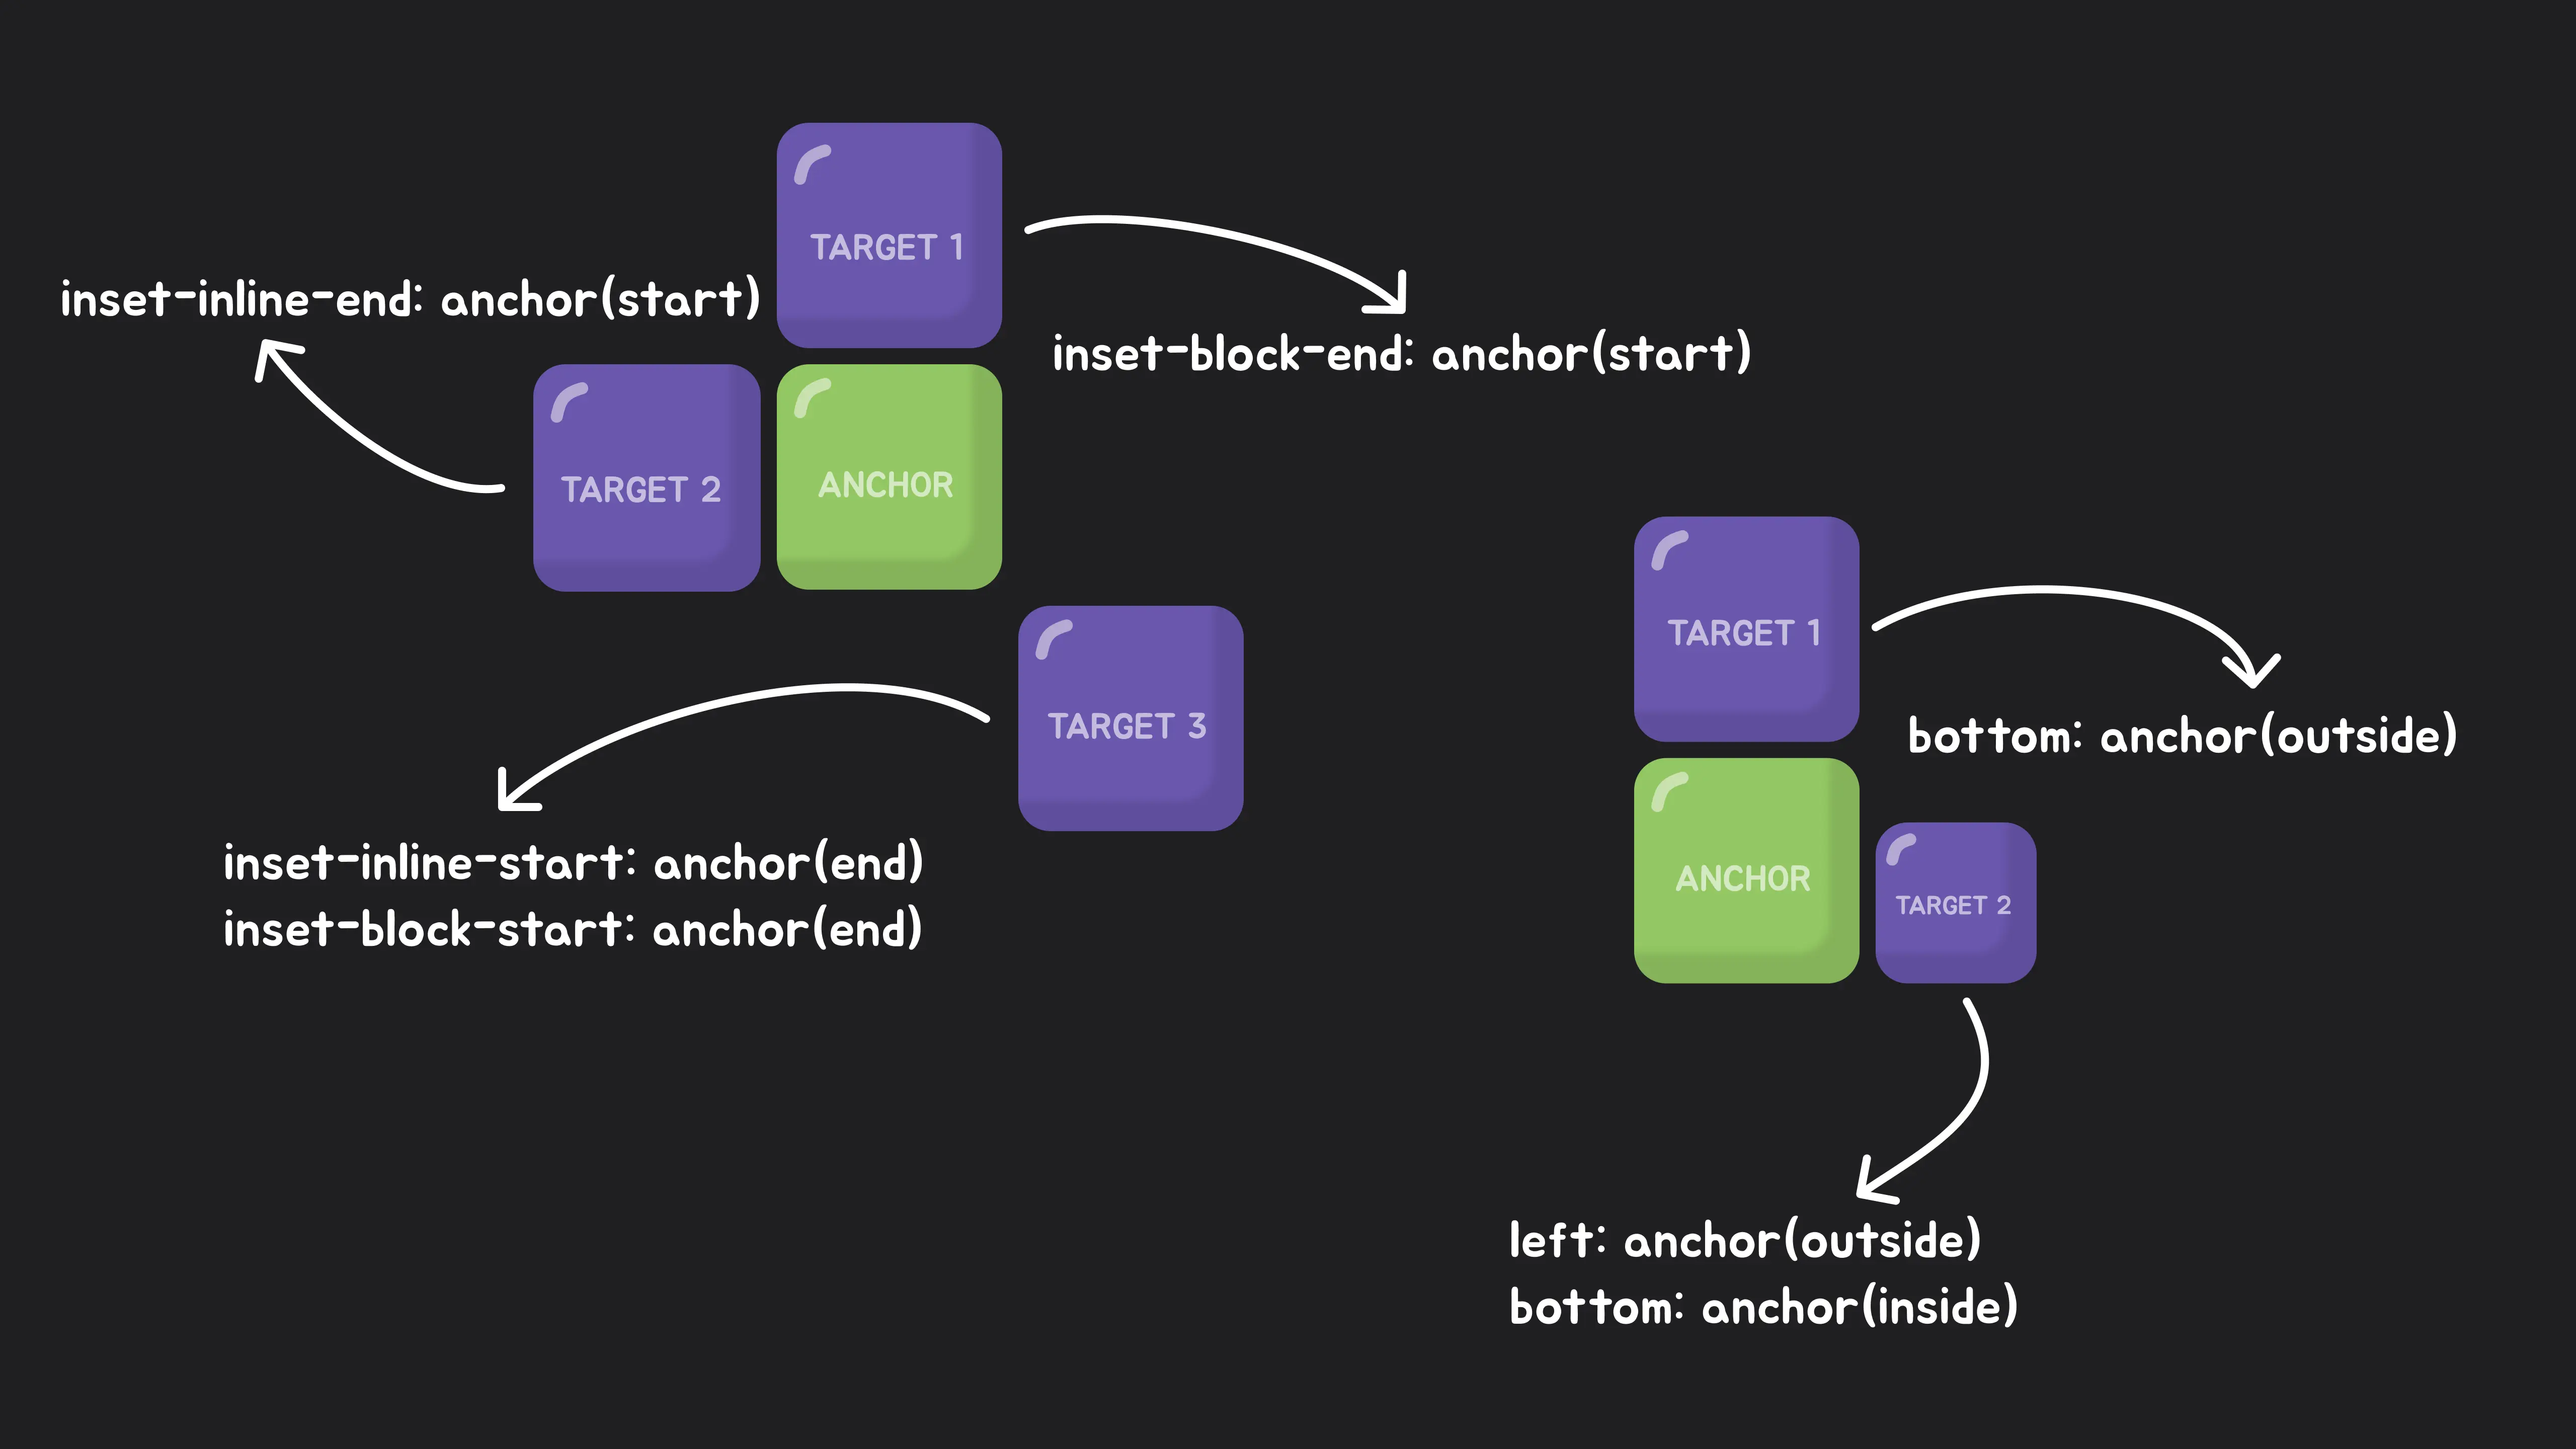 TARGET 1
inset-inline-end: anchor(start)
inset-block-end: anchor(start)
TARGET 2
ANCHOR
TARGET 3
inset-inline-start: anchor(end)
inset-block-start: anchor(end)
TARGET 1
bottom: anchor(outside)
ANCHOR
TARGET 2
left: anchor(outside)
bottom: anchor(inside)